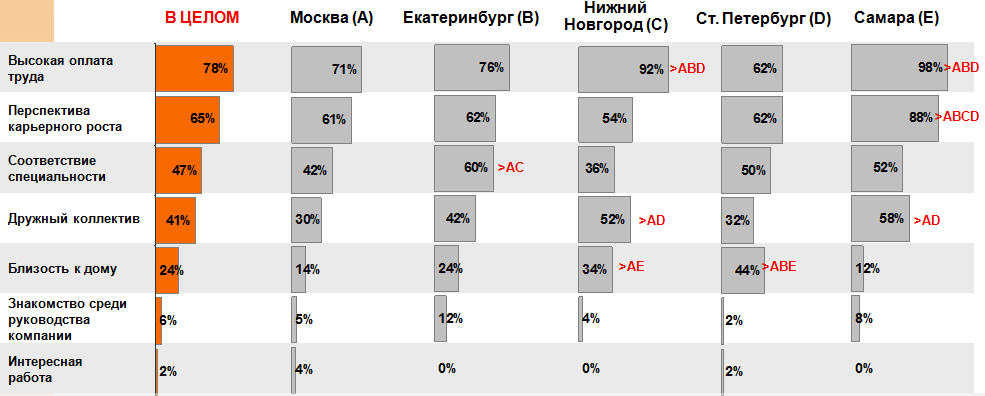 В ЦЕЛОМ Москва (A) Екатеринбург (B) Нижний Новгород (C) Ст. Петербург (D) Самара (E)
Высокая оплата
труда
78% 71% 76% 92% >ABD 62% 98% >ABD
Перспектива
карьерного роста
65% 61% 62% 54% 62% 88% >ABCD
Соответствие
специальности
47% 42% 60% >AC 36% 50% 52%
Дружный коллектив 41% 30% 42% 52% >AD 32% 58% >AD
Близость к дому 24% 14% 24% 34% >AE 44% >ABE 12%
Знакомство среди
руководства
компании
6% 5% 12% 4% 2% 8%
Интересная
работа
2% 4% 0% 0% 2% 0%